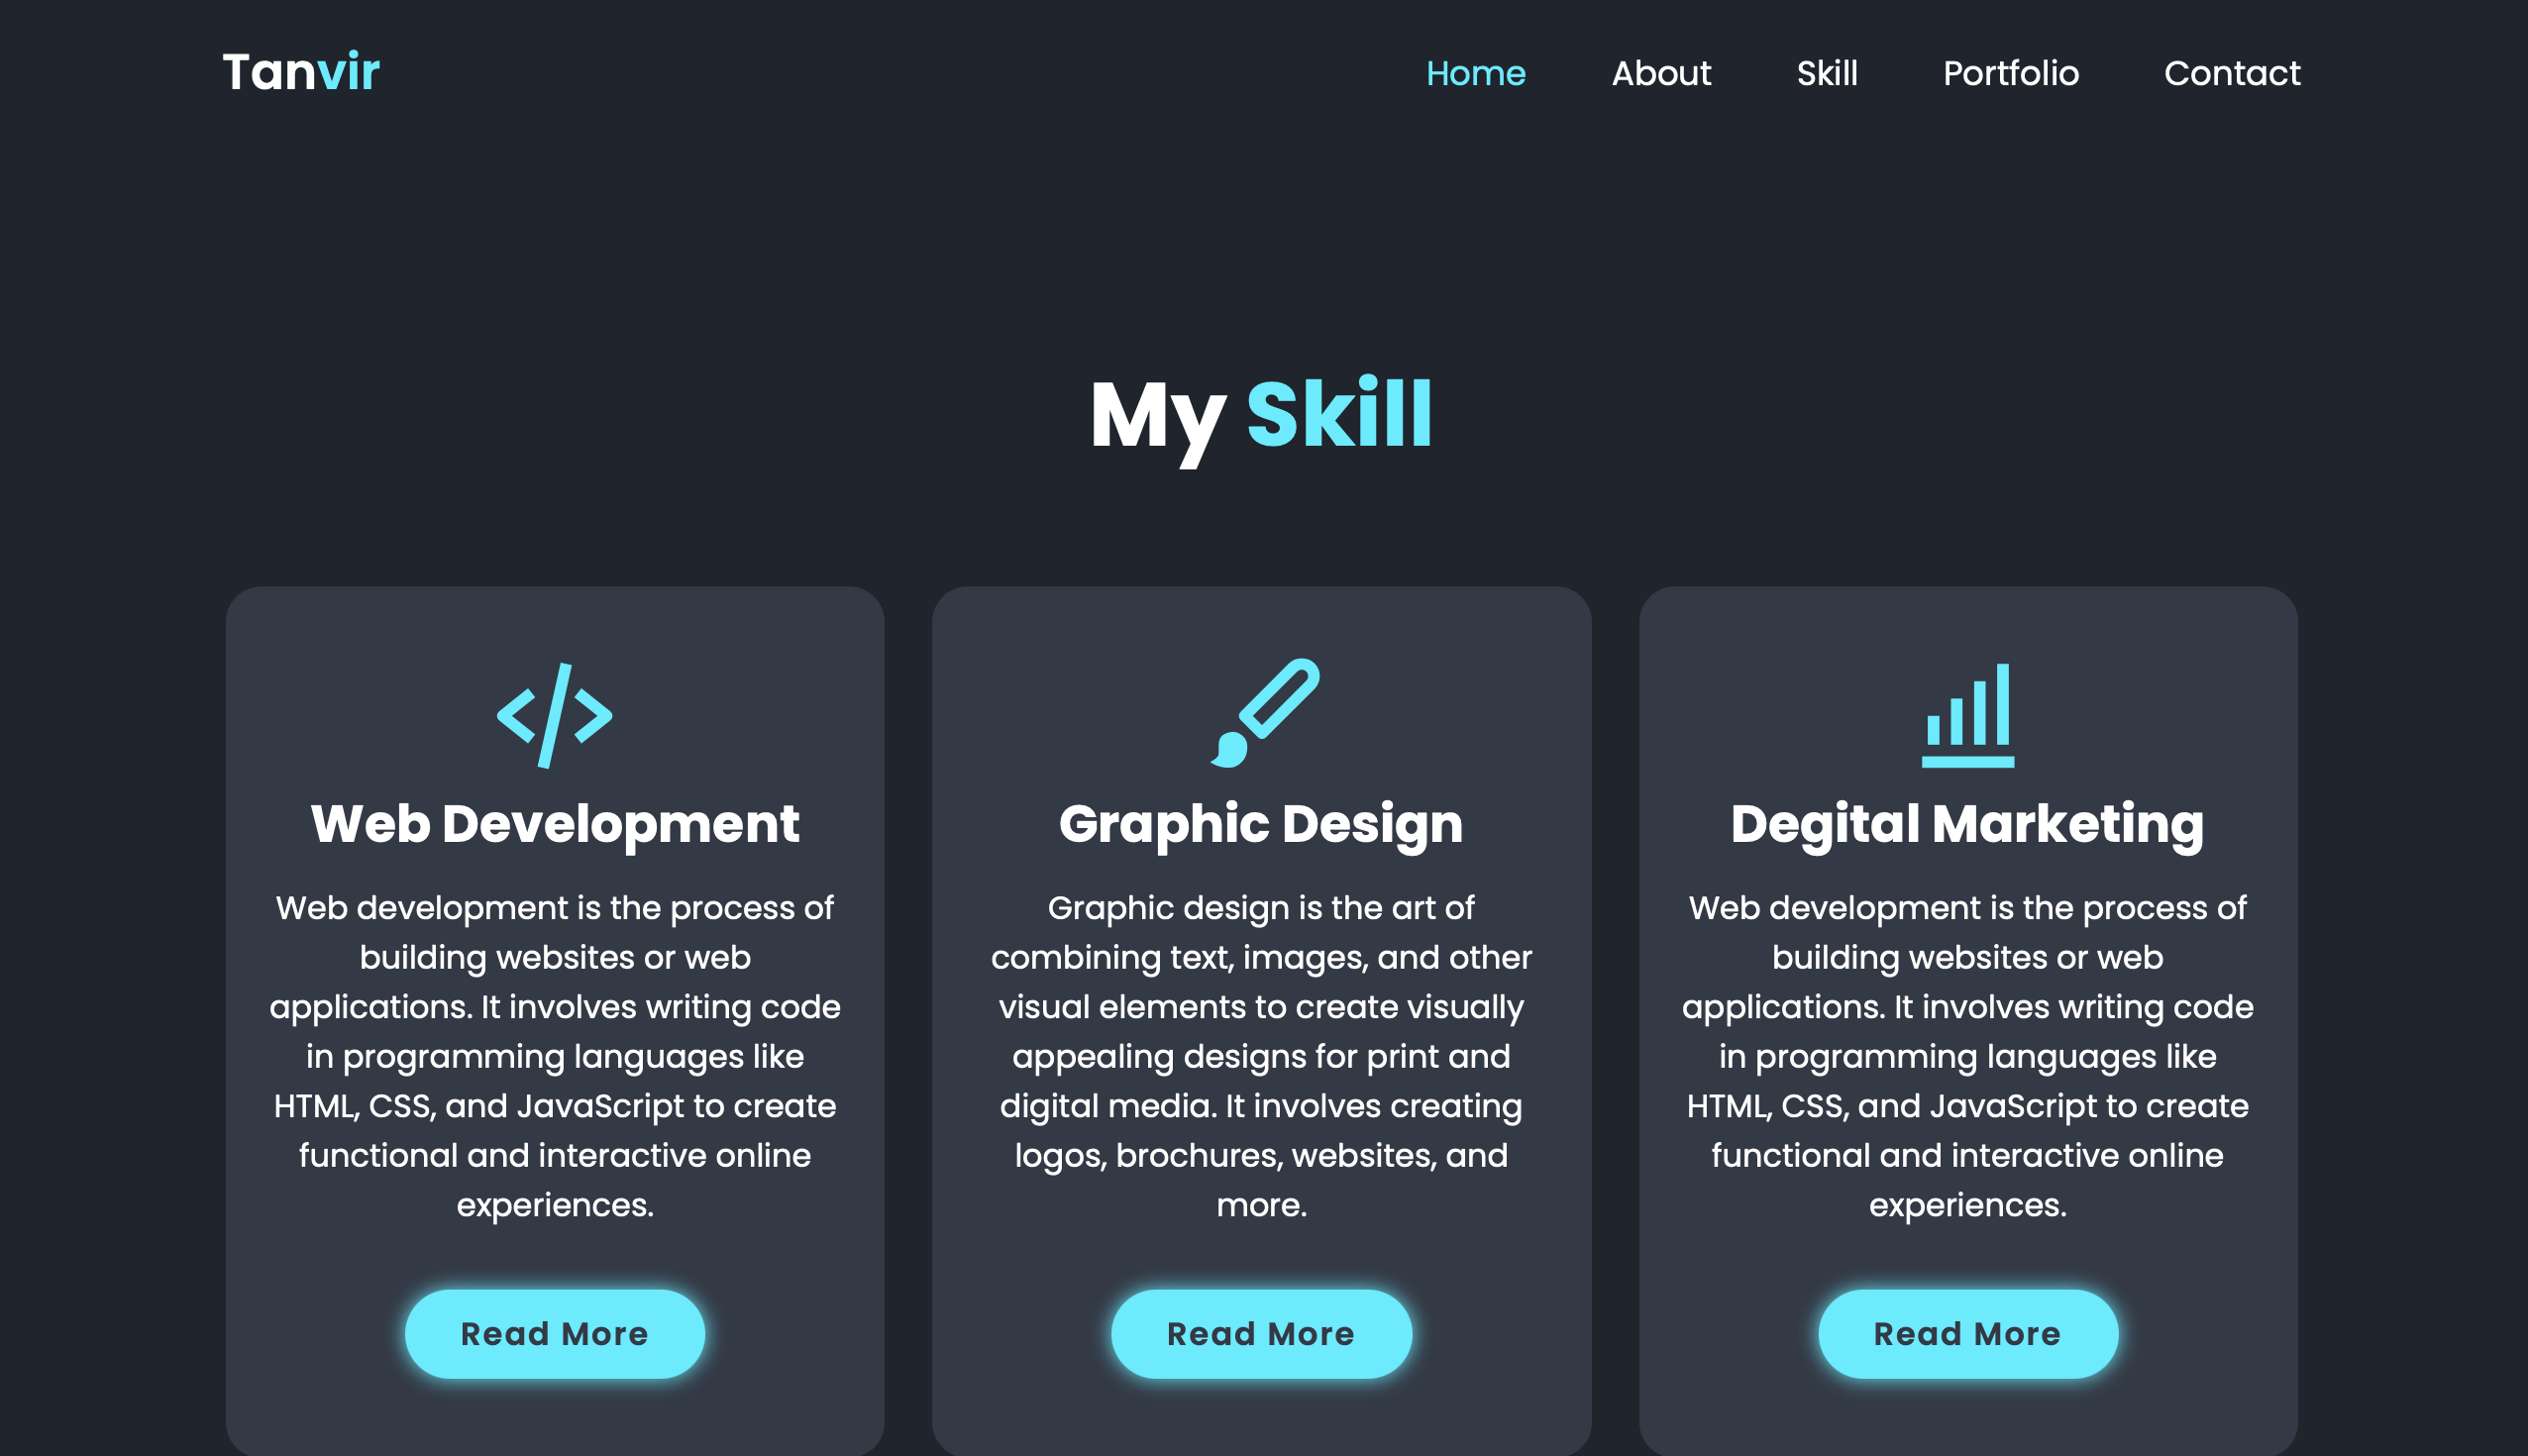 Tanvir
Home About Skill Portfolio Contact
My Skill
Web Development
Web development is the process of
building websites or web
applications. It involves writing code
in programming languages like
HTML, CSS, and JavaScript to create
functional and interactive online
experiences.
Read More
Graphic Design
Graphic design is the art of
combining text, images, and other
visual elements to create visually
appealing designs for print and
digital media. It involves creating
logos, brochures, websites, and
more.
Read More
Degital Marketing
Web development is the process of
building websites or web
applications. It involves writing code
in programming languages like
HTML, CSS, and JavaScript to create
functional and interactive online
experiences.
Read More